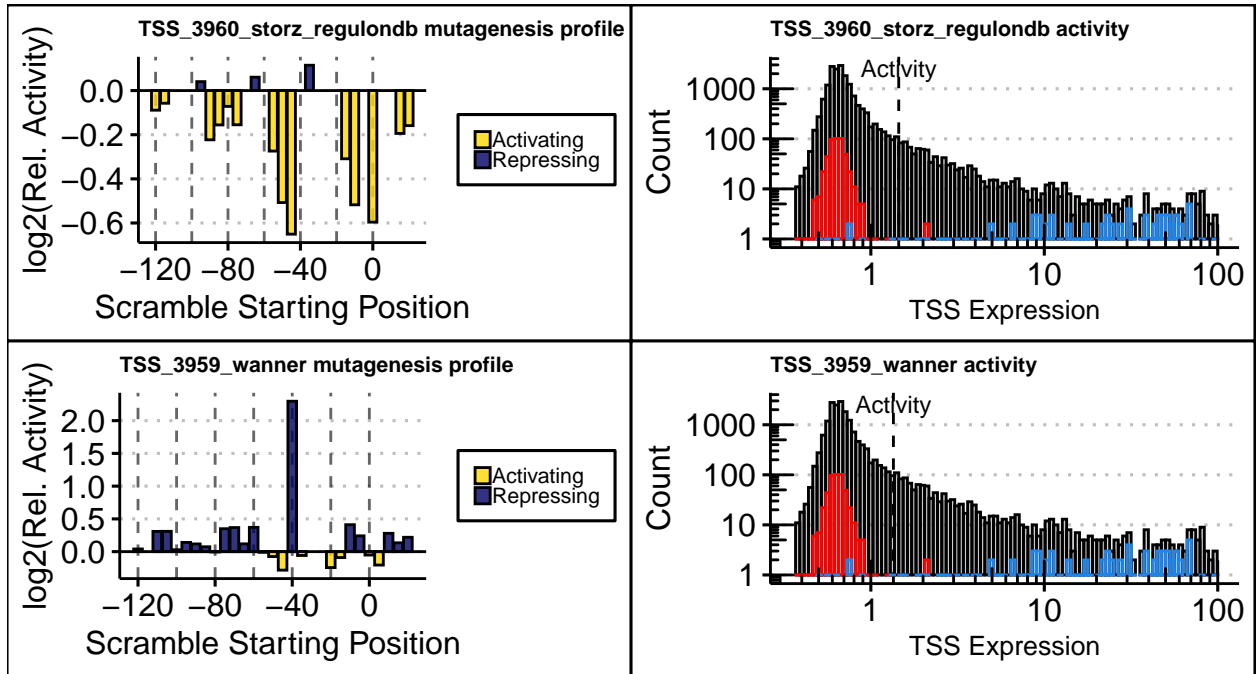 TSS_3960_storz_regulondb mutagenesis profile
log2(Rel. Activity)
0.0
−0.2
−0.4
−0.6
−120
−80
−40
0
Scramble Starting Position
Activating
Repressing
TSS_3960_storz_regulondb activity
Activity
Count
1000
100
10
1
1
10
100
TSS Expression
TSS_3959_wanner mutagenesis profile
log2(Rel. Activity)
2.0
1.5
1.0
0.5
0.0
−120
−80
−40
0
Scramble Starting Position
Activating
Repressing
TSS_3959_wanner activity
Activity
Count
1000
100
10
1
1
10
100
TSS Expression